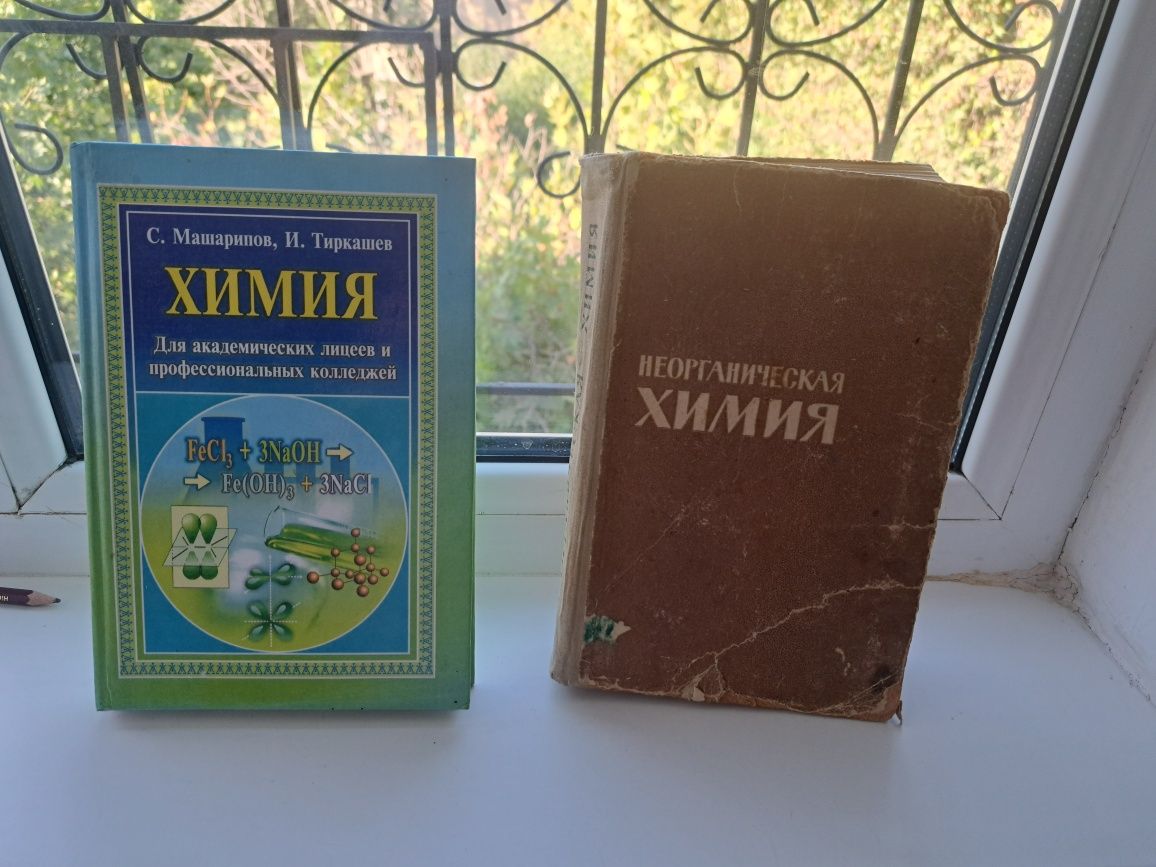 С. Машарипов, И. Тиркашев
ХИМИЯ
Для академических лицеев и
профессиональных колледжей
FeCl₃ + 3NaOH →
→ Fe(OH)₃ + 3NaCl
НЕОРГАНИЧЕСКАЯ
ХИМИЯ